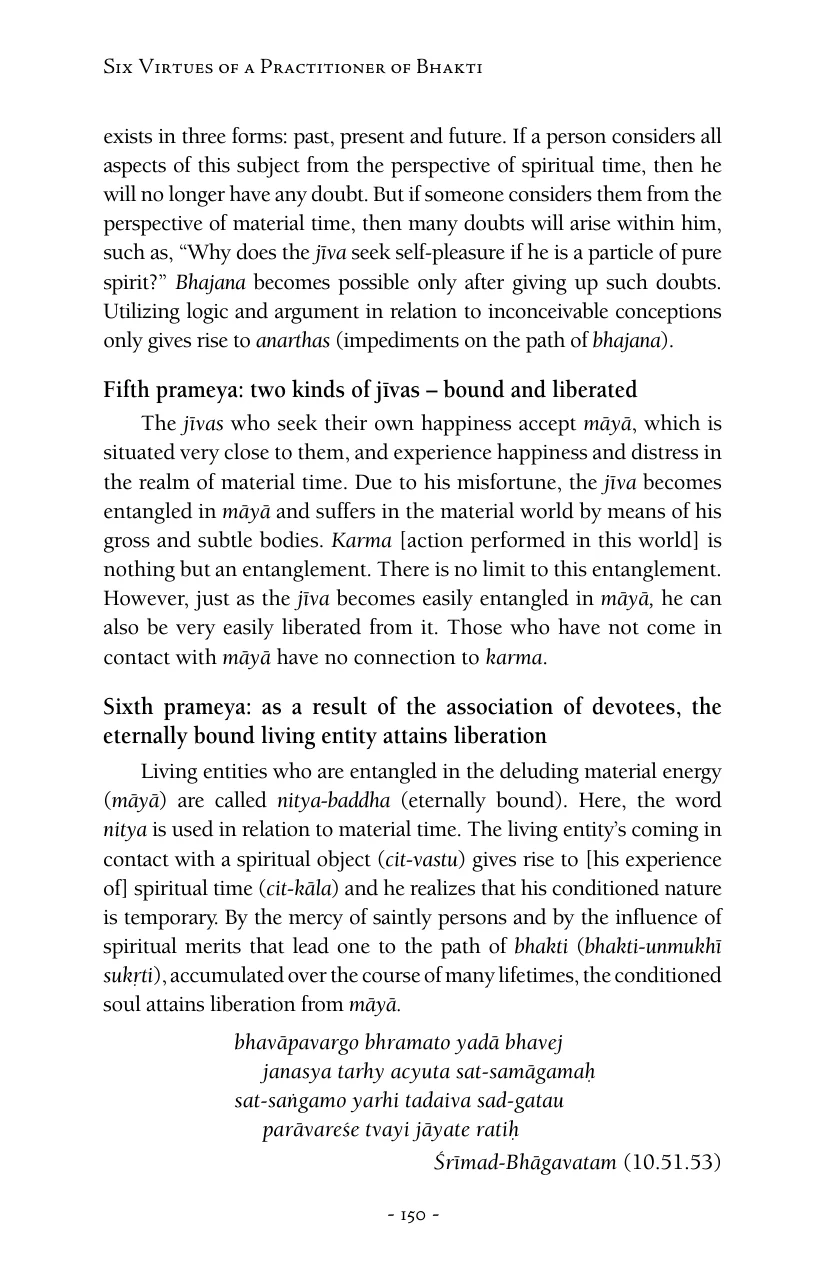 Six Virtues of a Practitioner of Bhakti
exists in three forms: past, present and future. If a person considers all
aspects of this subject from the perspective of spiritual time, then he
will no longer have any doubt. But if someone considers them from the
perspective of material time, then many doubts will arise within him,
such as, “Why does the jīva seek self-pleasure if he is a particle of pure
spirit?” Bhajana becomes possible only after giving up such doubts.
Utilizing logic and argument in relation to inconceivable conceptions
only gives rise to anarthas (impediments on the path of bhajana).
Fifth prameya: two kinds of jīvas – bound and liberated
The jīvas who seek their own happiness accept māyā, which is
situated very close to them, and experience happiness and distress in
the realm of material time. Due to his misfortune, the jīva becomes
entangled in māyā and suffers in the material world by means of his
gross and subtle bodies. Karma [action performed in this world] is
nothing but an entanglement. There is no limit to this entanglement.
However, just as the jīva becomes easily entangled in māyā, he can
also be very easily liberated from it. Those who have not come in
contact with māyā have no connection to karma.
Sixth prameya: as a result of the association of devotees, the
eternally bound living entity attains liberation
Living entities who are entangled in the deluding material energy
(māyā) are called nitya-baddha (eternally bound). Here, the word
nitya is used in relation to material time. The living entity’s coming in
contact with a spiritual object (cit-vastu) gives rise to [his experience
of] spiritual time (cit-kāla) and he realizes that his conditioned nature
is temporary. By the mercy of saintly persons and by the influence of
spiritual merits that lead one to the path of bhakti (bhakti-unmukhī
sukṛti), accumulated over the course of many lifetimes, the conditioned
soul attains liberation from māyā.
bhavāpavargo bhramato yadā bhavej
janasya tarhy acyuta sat-samāgamaḥ
sat-saṅgamo yarhi tadaiva sad-gatau
parāvareśe tvayi jāyate ratiḥ
Śrīmad-Bhāgavatam (10.51.53)
- 150 -